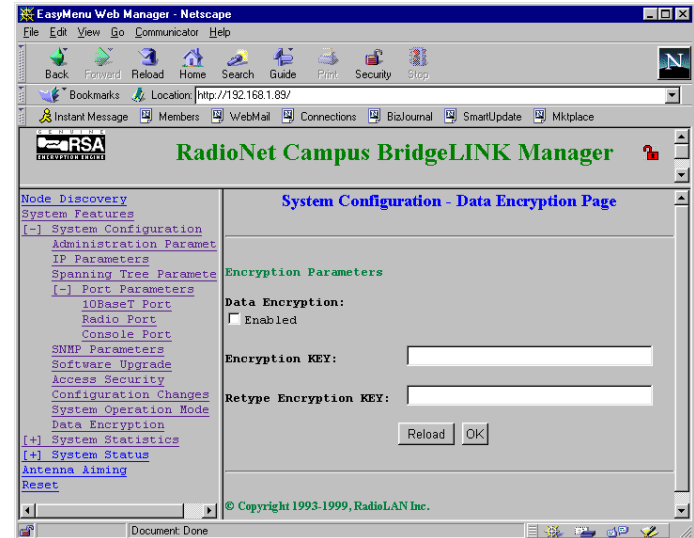 EasyMenu Web Manager - Netscape
File Edit View Go Communicator Help
Back Forward Reload Home Search Guide Print Security Stop
N
Bookmarks Location: http://192.168.1.89/
Instant Message Members WebMail Connections BizJournal SmartUpdate Mktplace
GENUINE
RSA
ENCRYPTION ENGINE
RadioNet Campus BridgeLINK Manager
Node Discovery
System Features
[-] System Configuration
Administration Paramet
IP Parameters
Spanning Tree Paramete
[-] Port Parameters
10BaseT Port
Radio Port
Console Port
SNMP Parameters
Software Upgrade
Access Security
Configuration Changes
System Operation Mode
Data Encryption
[+] System Statistics
[+] System Status
Antenna Aiming
Reset
System Configuration - Data Encryption Page
Encryption Parameters
Data Encryption:
Enabled
Encryption KEY:
Retype Encryption KEY:
Reload OK
© Copyright 1993-1999, RadioLAN Inc.
Document: Done